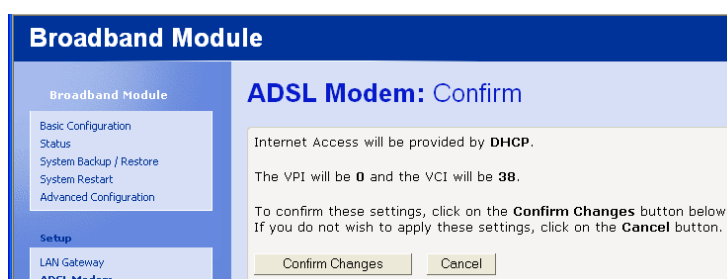 Broadband Module
Broadband Module
Basic Configuration
Status
System Backup / Restore
System Restart
Advanced Configuration
Setup
LAN Gateway
ADSL Modem
ADSL Modem: Confirm
Internet Access will be provided by DHCP.
The VPI will be 0 and the VCI will be 38.
To confirm these settings, click on the Confirm Changes button below
If you do not wish to apply these settings, click on the Cancel button.
Confirm Changes
Cancel